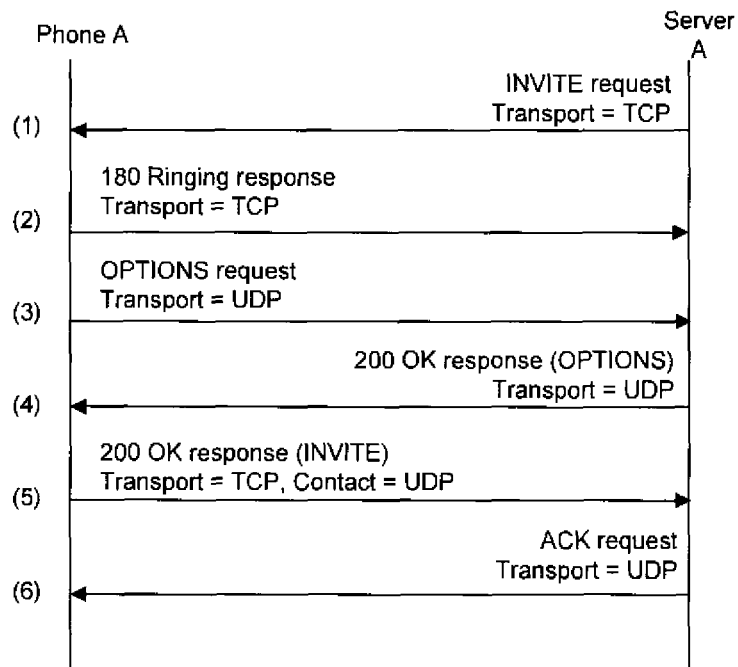 Phone A
Server
A
INVITE request
Transport = TCP
(1)
180 Ringing response
Transport = TCP
(2)
OPTIONS request
Transport = UDP
(3)
200 OK response (OPTIONS)
Transport = UDP
(4)
200 OK response (INVITE)
Transport = TCP, Contact = UDP
(5)
ACK request
Transport = UDP
(6)